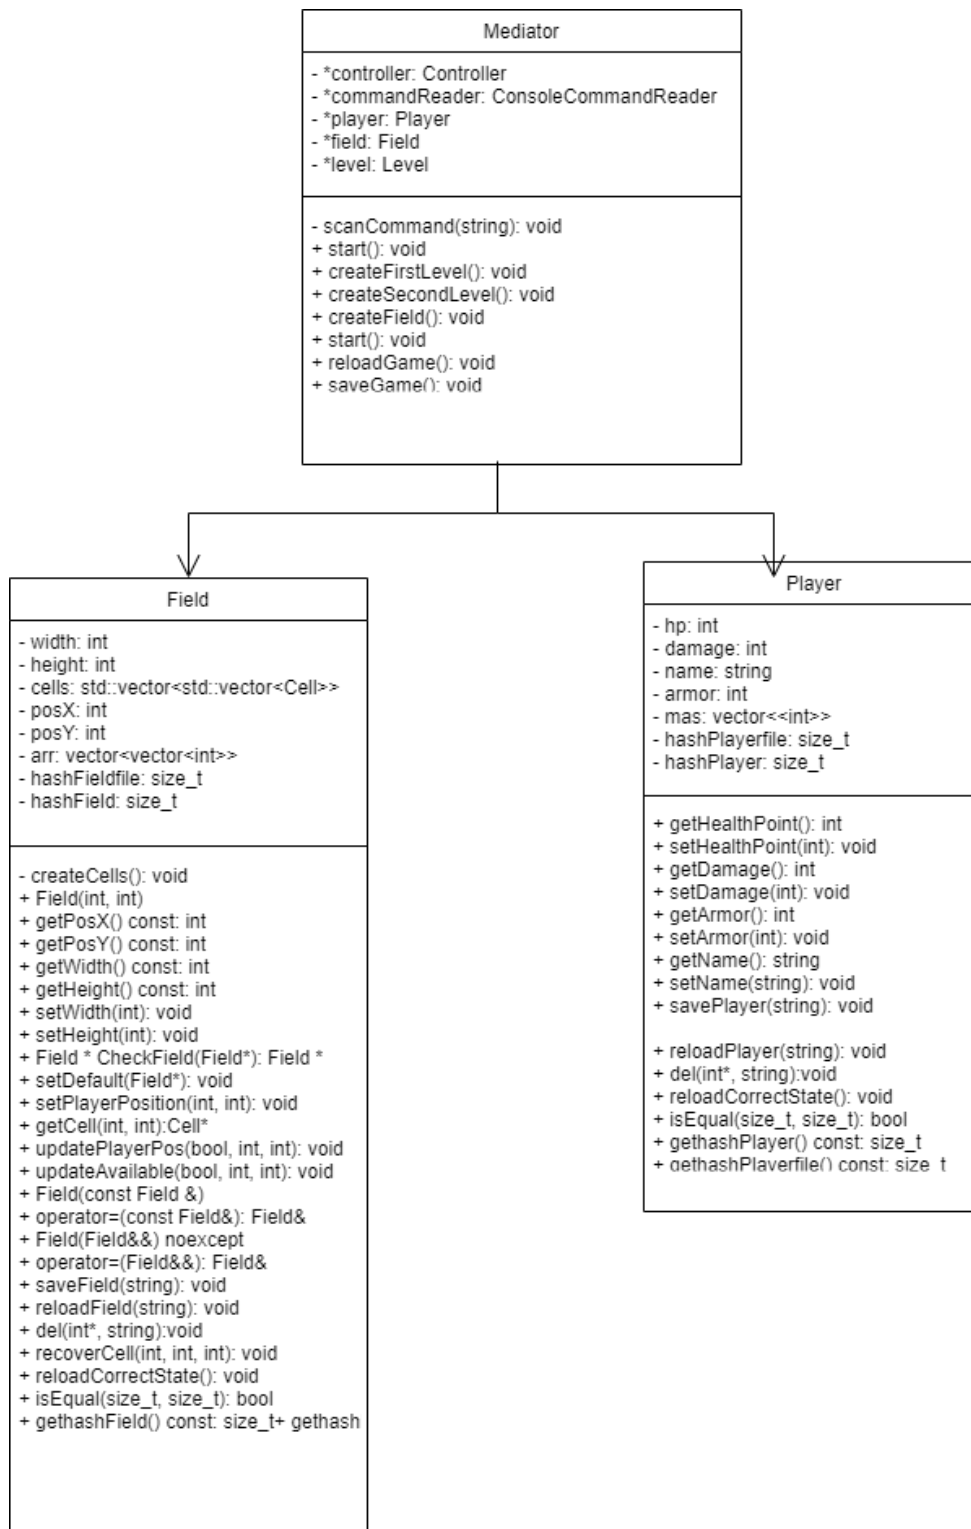 Mediator
- *controller: Controller
- *commandReader: ConsoleCommandReader
- *player: Player
- *field: Field
- *level: Level
- scanCommand(string): void
+ start(): void
+ createFirstLevel(): void
+ createSecondLevel(): void
+ createField(): void
+ start(): void
+ reloadGame(): void
+ saveGame(): void
Field
- width: int
- height: int
- cells: std::vector<std::vector<Cell>>
- posX: int
- posY: int
- arr: vector<vector<int>>
- hashFieldfile: size_t
- hashField: size_t
- createCells(): void
+ Field(int, int)
+ getPosX() const: int
+ getPosY() const: int
+ getWidth() const: int
+ getHeight() const: int
+ setWidth(int): void
+ setHeight(int): void
+ Field * CheckField(Field*): Field *
+ setDefault(Field*): void
+ setPlayerPosition(int, int): void
+ getCell(int, int):Cell*
+ updatePlayerPos(bool, int, int): void
+ updateAvailable(bool, int, int): void
+ Field(const Field &)
+ operator=(const Field&): Field&
+ Field(Field&&) noexcept
+ operator=(Field&&): Field&
+ saveField(string): void
+ reloadField(string): void
+ del(int*, string):void
+ recoverCell(int, int, int): void
+ reloadCorrectState(): void
+ isEqual(size_t, size_t): bool
+ gethashField() const: size_t+ gethash
Player
- hp: int
- damage: int
- name: string
- armor: int
- mas: vector<<int>>
- hashPlayerfile: size_t
- hashPlayer: size_t
+ getHealthPoint(): int
+ setHealthPoint(int): void
+ getDamage(): int
+ setDamage(int): void
+ getArmor(): int
+ setArmor(int): void
+ getName(): string
+ setName(string): void
+ savePlayer(string): void
+ reloadPlayer(string): void
+ del(int*, string):void
+ reloadCorrectState(): void
+ isEqual(size_t, size_t): bool
+ gethashPlayer() const: size_t
+ gethashPlayerfile() const: size_t